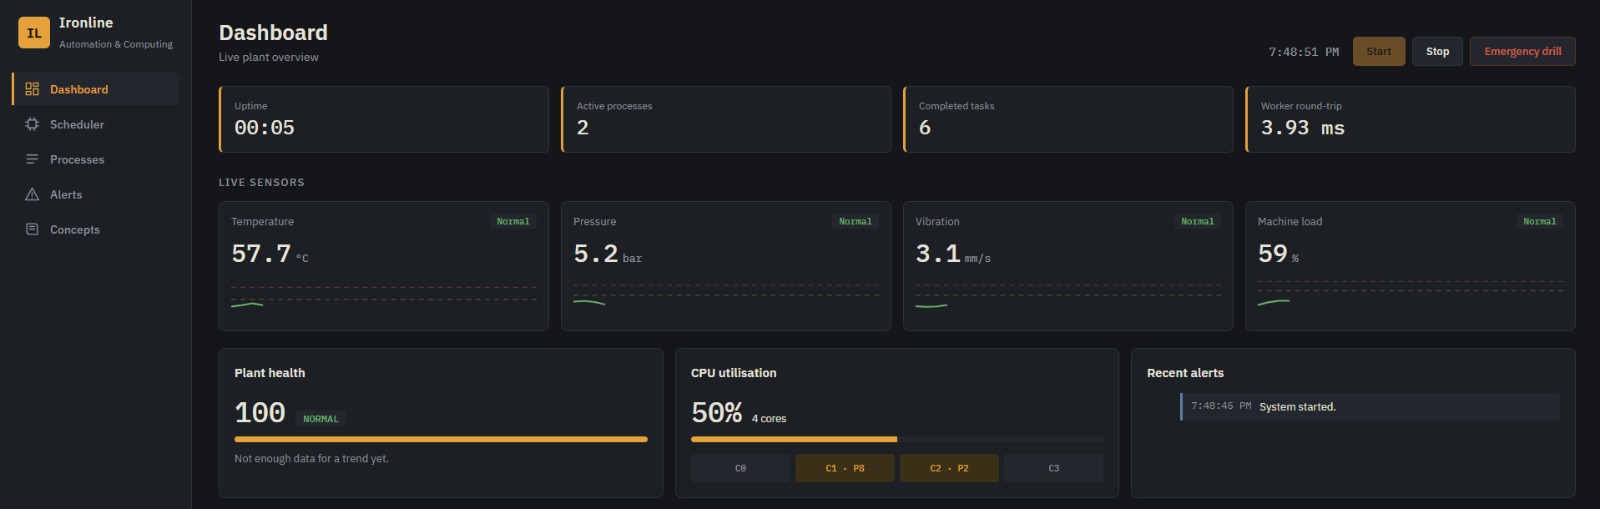 IL
Ironline
Automation & Computing
Dashboard
Scheduler
Processes
Alerts
Concepts
Dashboard
Live plant overview
7:48:51 PM
Start
Stop
Emergency drill
Uptime
00:05
Active processes
2
Completed tasks
6
Worker round-trip
3.93 ms
LIVE SENSORS
Temperature
Normal
57.7 °C
Pressure
Normal
5.2 bar
Vibration
Normal
3.1 mm/s
Machine load
Normal
59 %
Plant health
100 NORMAL
Not enough data for a trend yet.
CPU utilisation
50% 4 cores
C0
C1 · P8
C2 · P2
C3
Recent alerts
7:48:45 PM System started.